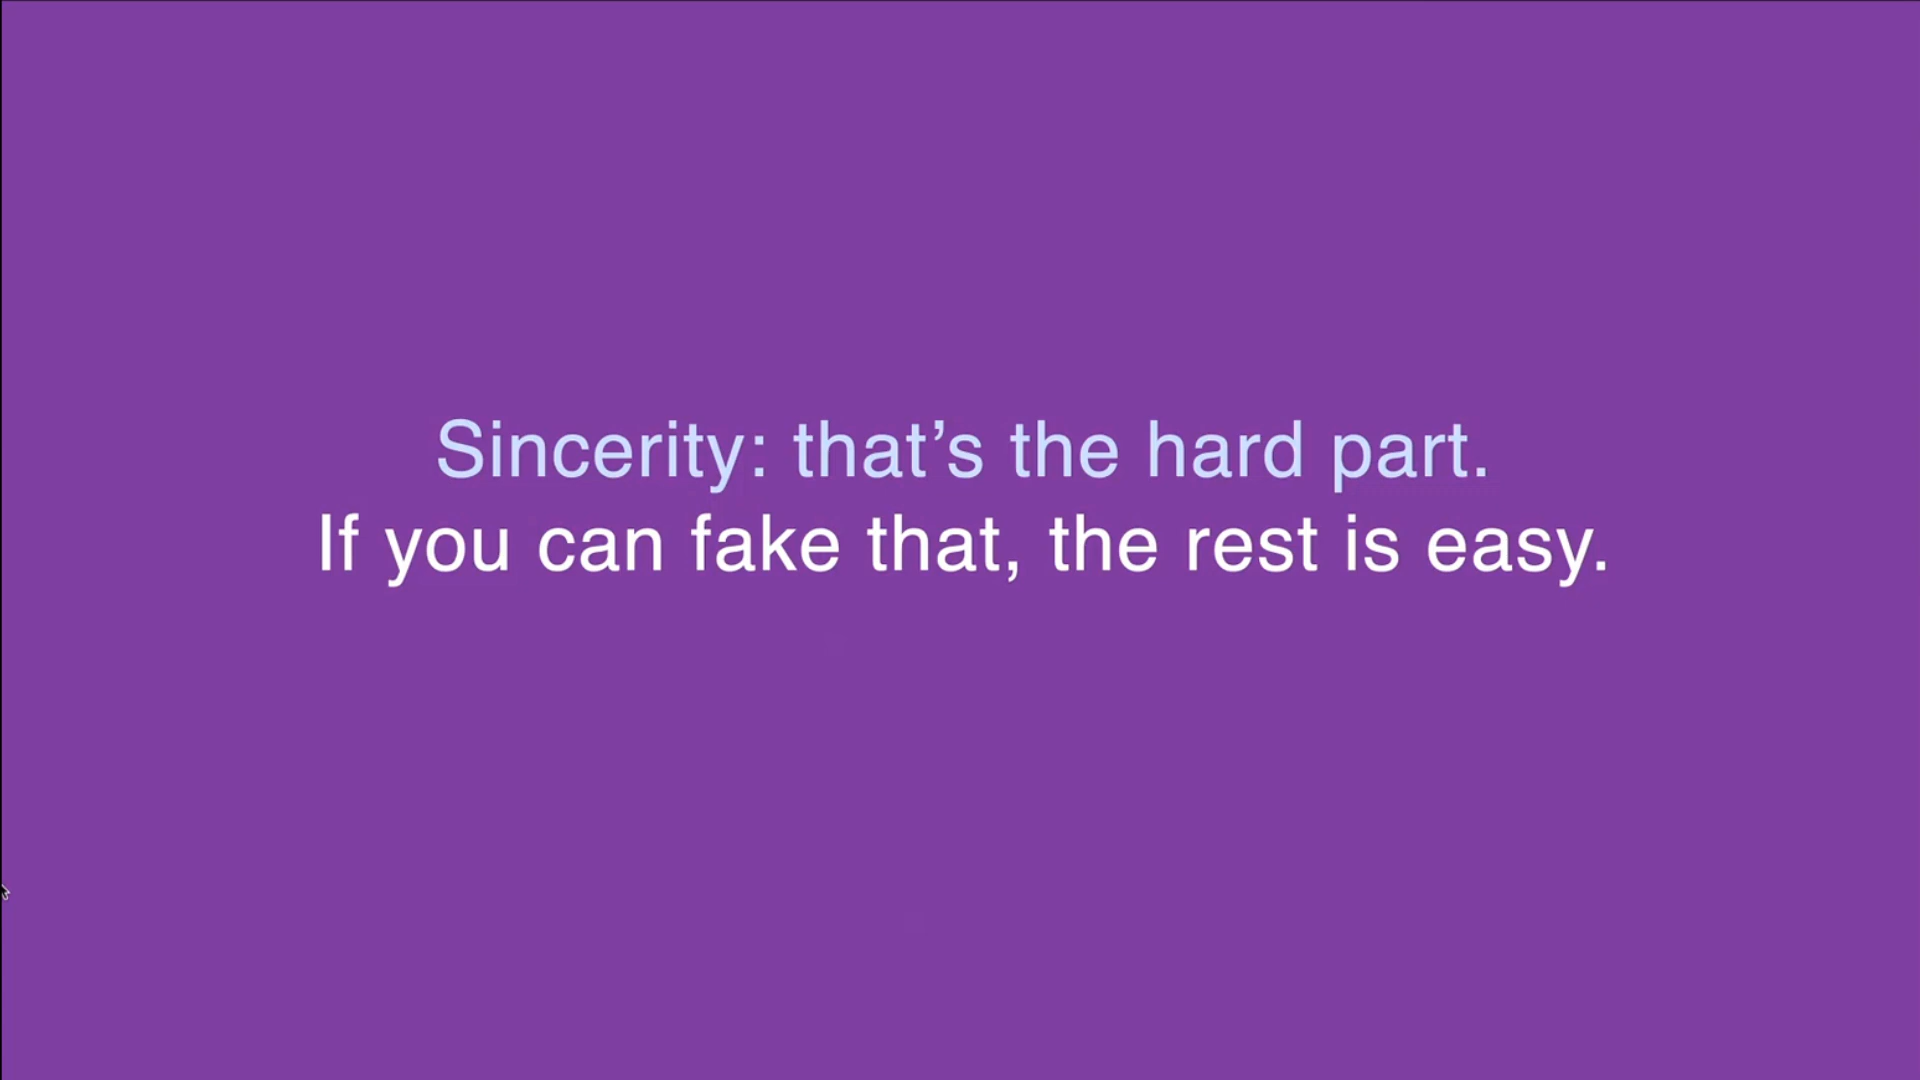 Sincerity: that’s the hard part.
If you can fake that, the rest is easy.